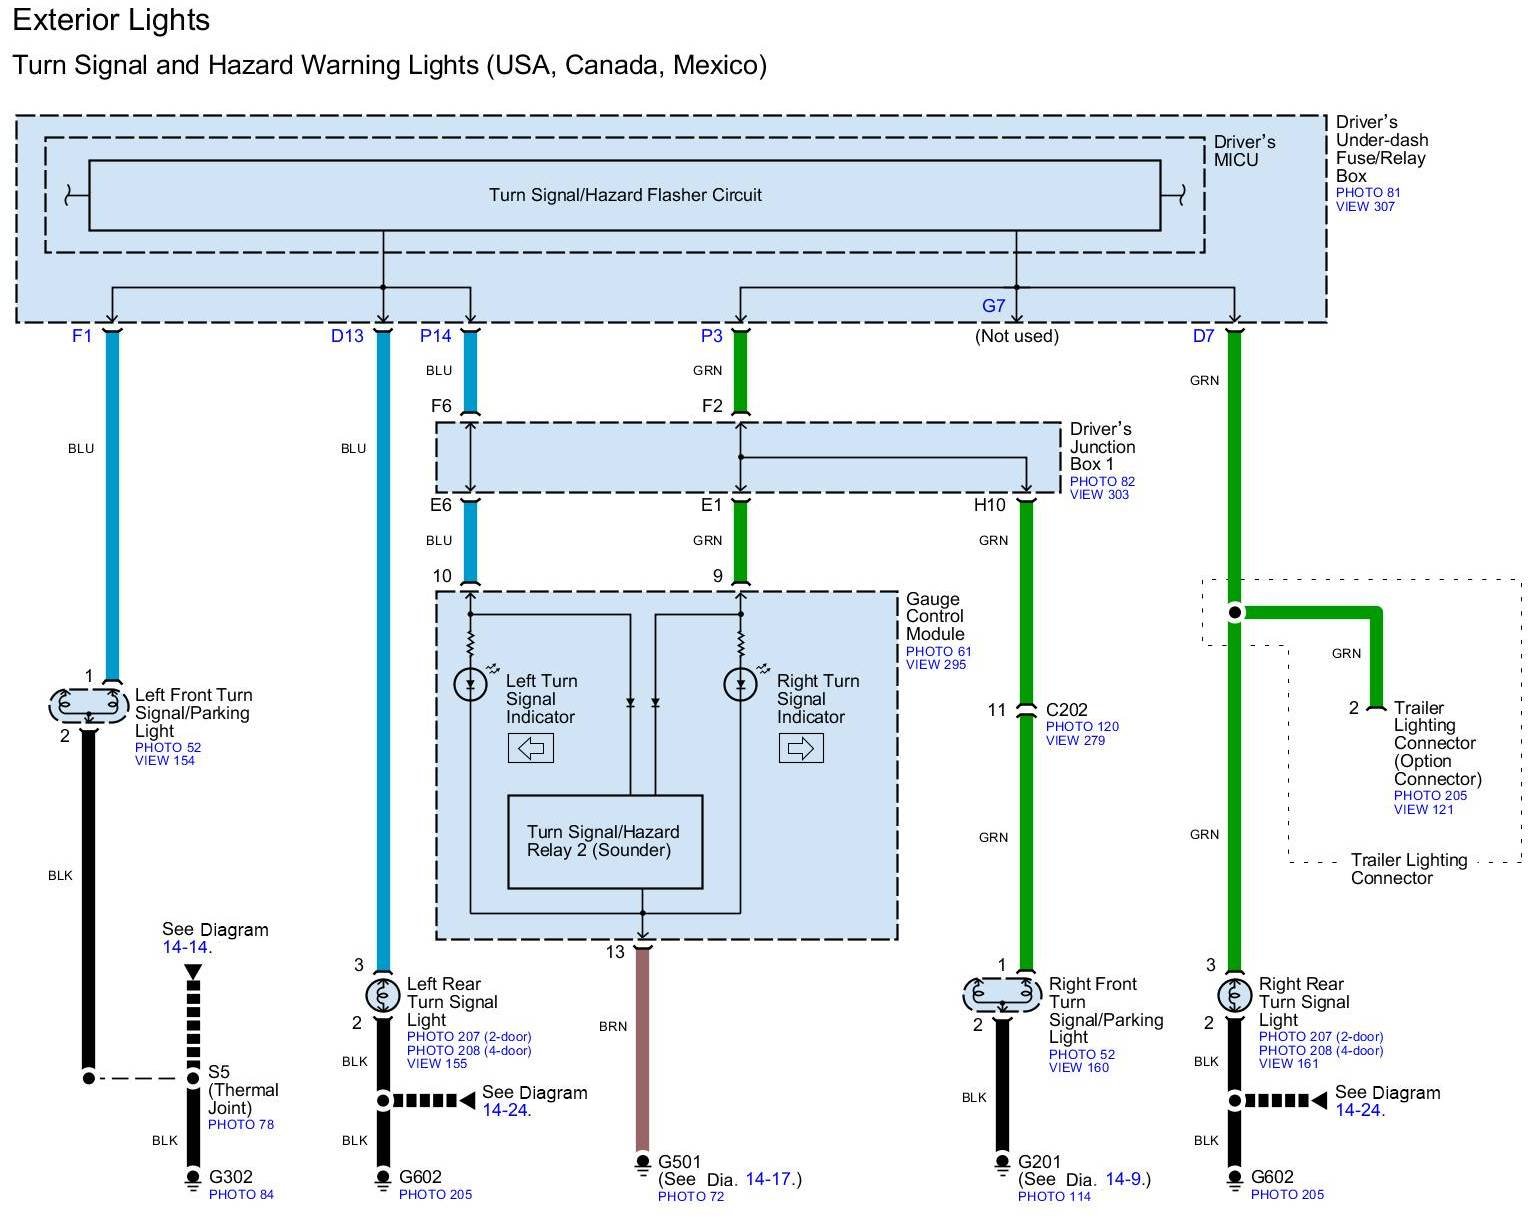 Exterior Lights
Turn Signal and Hazard Warning Lights (USA, Canada, Mexico)
Driver's
Under-dash
Fuse/Relay
Box
PHOTO 81
VIEW 307
Driver's
MICU
Turn Signal/Hazard Flasher Circuit
G7
F1
D13
P14
P3
(Not used)
D7
BLU
GRN
GRN
F6
F2
BLU
BLU
Driver's
Junction
Box 1
PHOTO 82
VIEW 303
E6
E1
H10
BLU
GRN
GRN
10
9
Gauge
Control
Module
PHOTO 61
VIEW 295
Left Turn
Signal
Indicator
Right Turn
Signal
Indicator
Turn Signal/Hazard
Relay 2 (Sounder)
13
1
Left Front Turn
Signal/Parking
Light
PHOTO 52
VIEW 154
2
11
C202
PHOTO 120
VIEW 279
GRN
2
Trailer
Lighting
Connector
(Option
Connector)
PHOTO 205
VIEW 121
Trailer Lighting
Connector
GRN
GRN
BLK
See Diagram
14-14.
S5
(Thermal
Joint)
PHOTO 78
BLK
G302
PHOTO 84
3
Left Rear
Turn Signal
Light
PHOTO 207 (2-door)
PHOTO 208 (4-door)
VIEW 155
2
BLK
See Diagram
14-24.
BLK
G602
PHOTO 205
BRN
G501
(See Dia. 14-17.)
PHOTO 72
1
Right Front
Turn
Signal/Parking
Light
PHOTO 52
VIEW 160
2
BLK
G201
(See Dia. 14-9.)
PHOTO 114
3
Right Rear
Turn Signal
Light
PHOTO 207 (2-door)
PHOTO 208 (4-door)
VIEW 161
2
BLK
See Diagram
14-24.
BLK
G602
PHOTO 205